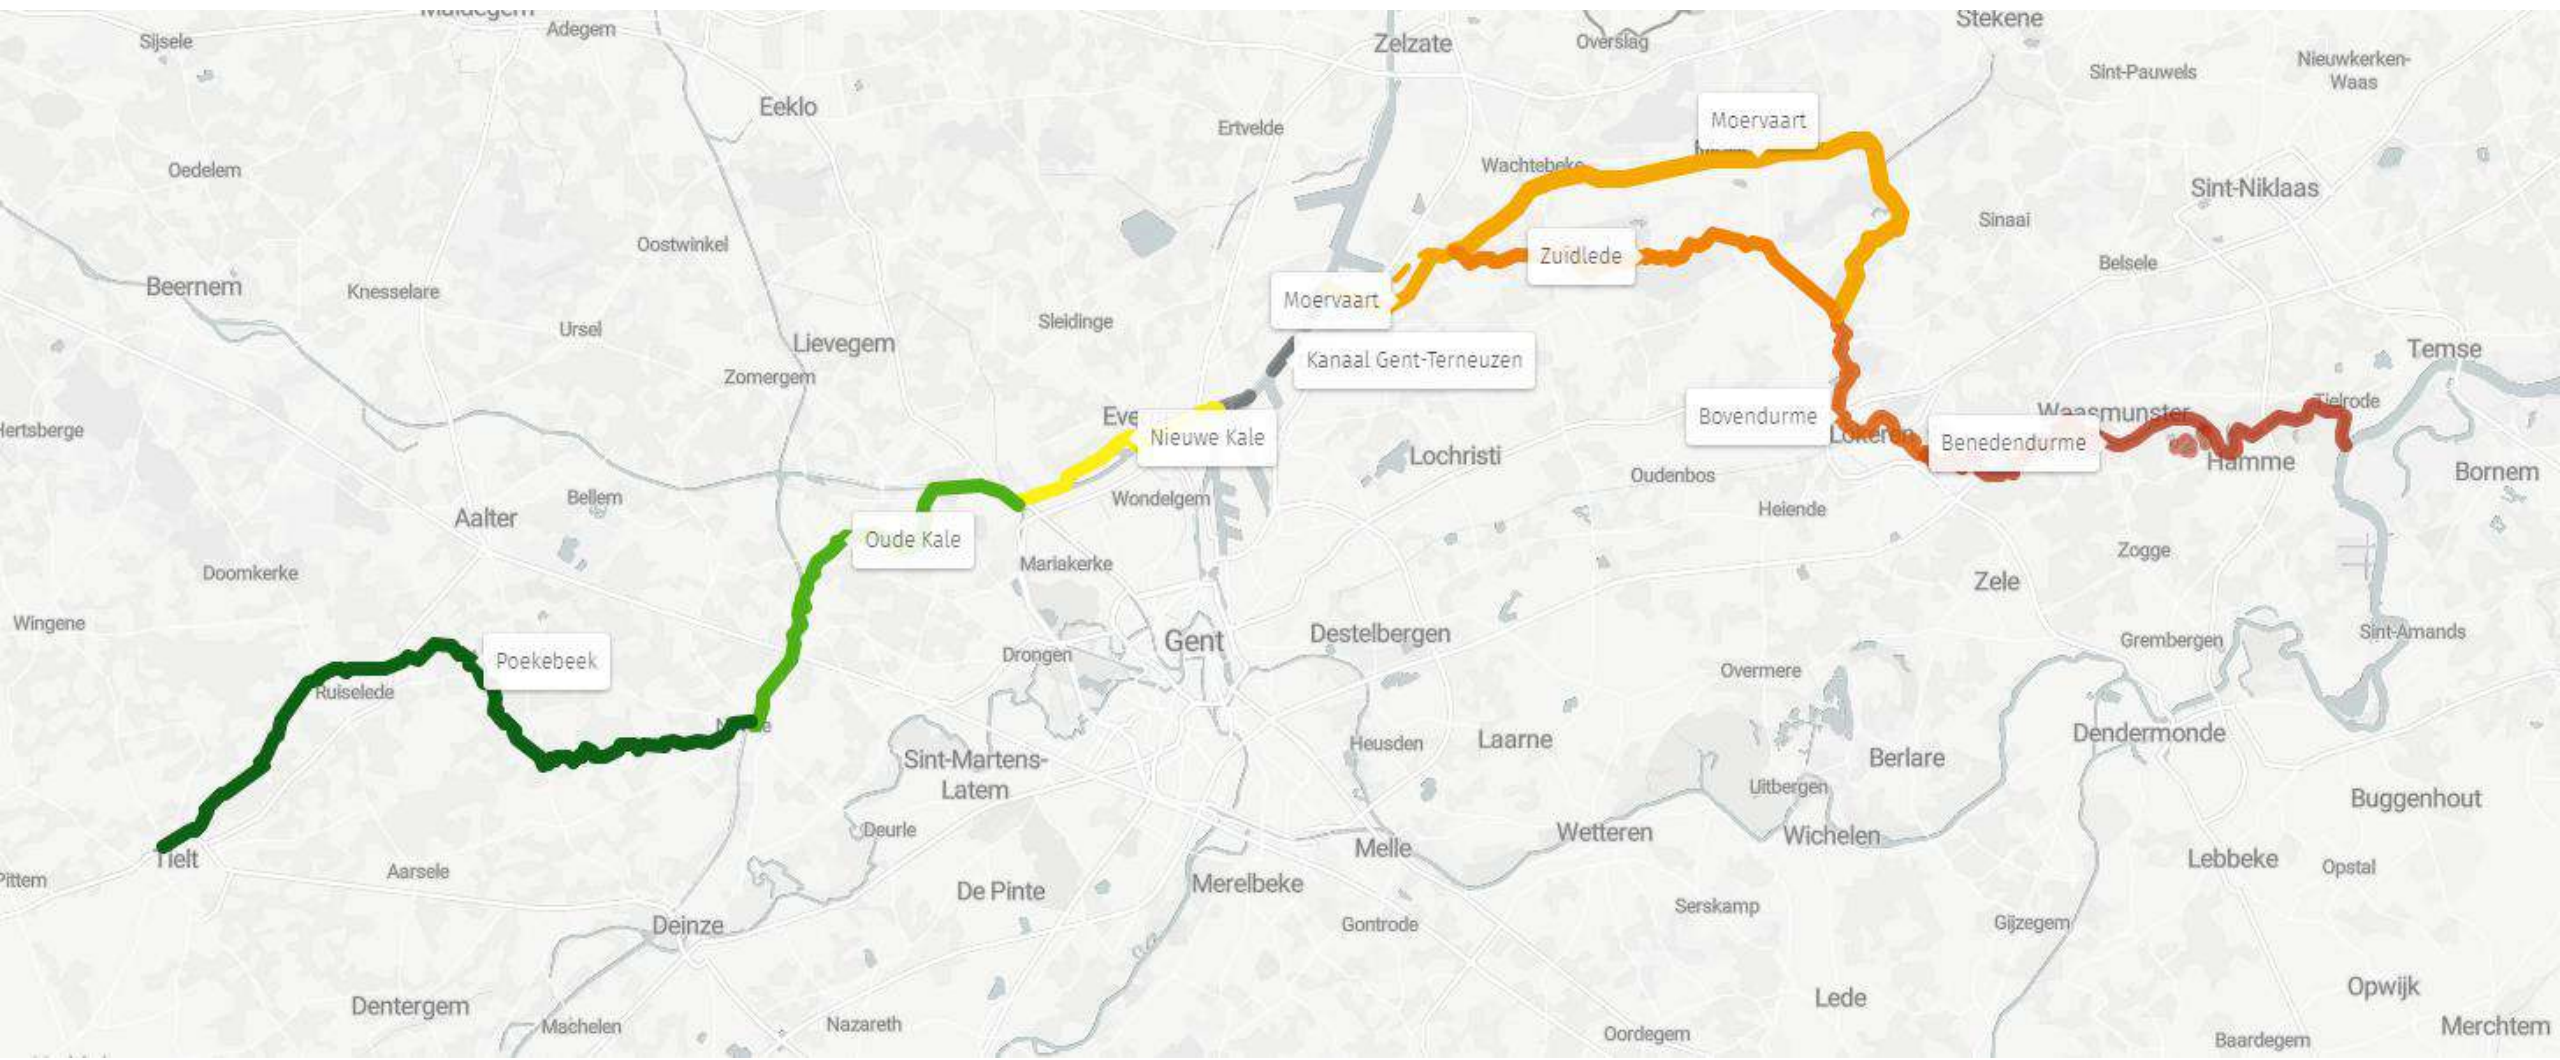 Maldegem
Sijsele
Adegem
Zelzate
Overslag
Stekene
Sint-Pauwels
Nieuwkerken-
Waas
Eeklo
Ertvelde
Moervaart
Oedelem
Wachtebeke
Sint-Niklaas
Sinaai
Oostwinkel
Zuidlede
Belsele
Beernem
Knesselare
Moervaart
Ursel
Sleidinge
Lievegem
Zomergem
Kanaal Gent-Terneuzen
Temse
Tielrode
Hertsberge
Eve
Nieuwe Kale
Bovendurme
Waasmunster
Lokeren
Benedendurme
Lochristi
Hamme
Bornem
Oudenbos
Bellem
Wondelgem
Heiende
Aalter
Oude Kale
Zogge
Doomkerke
Mariakerke
Zele
Wingene
Gent
Destelbergen
Grembergen
Sint-Amands
Drongen
Poekebeek
Overmere
Ruiselede
Heusden
Laarne
Dendermonde
Sint-Martens-
Latem
Berlare
Uitbergen
Buggenhout
Deurle
Wetteren
Wichelen
Tielt
Aarsele
Melle
Lebbeke
Opstal
Pittem
De Pinte
Merelbeke
Serskamp
Gontrode
Gijzegem
Deinze
Opwijk
Dentergem
Lede
Machelen
Nazareth
Oordegem
Merchtem
Baardegem